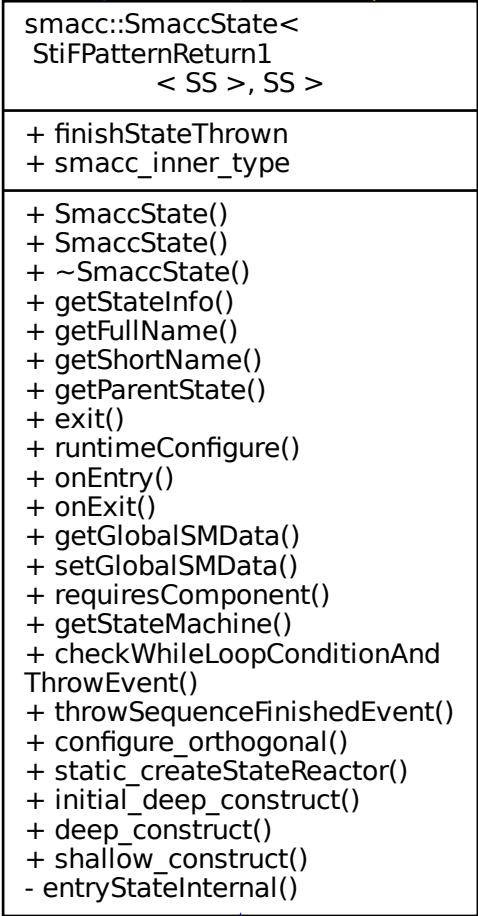 smacc::SmaccState<
StiFPatternReturn1
< SS >, SS >
+ finishStateThrown
+ smacc_inner_type
+ SmaccState()
+ SmaccState()
+ ~SmaccState()
+ getStateInfo()
+ getFullName()
+ getShortName()
+ getParentState()
+ exit()
+ runtimeConfigure()
+ onEntry()
+ onExit()
+ getGlobalSMData()
+ setGlobalSMData()
+ requiresComponent()
+ getStateMachine()
+ checkWhileLoopConditionAnd
ThrowEvent()
+ throwSequenceFinishedEvent()
+ configure_orthogonal()
+ static_createStateReactor()
+ initial_deep_construct()
+ deep_construct()
+ shallow_construct()
- entryStateInternal()